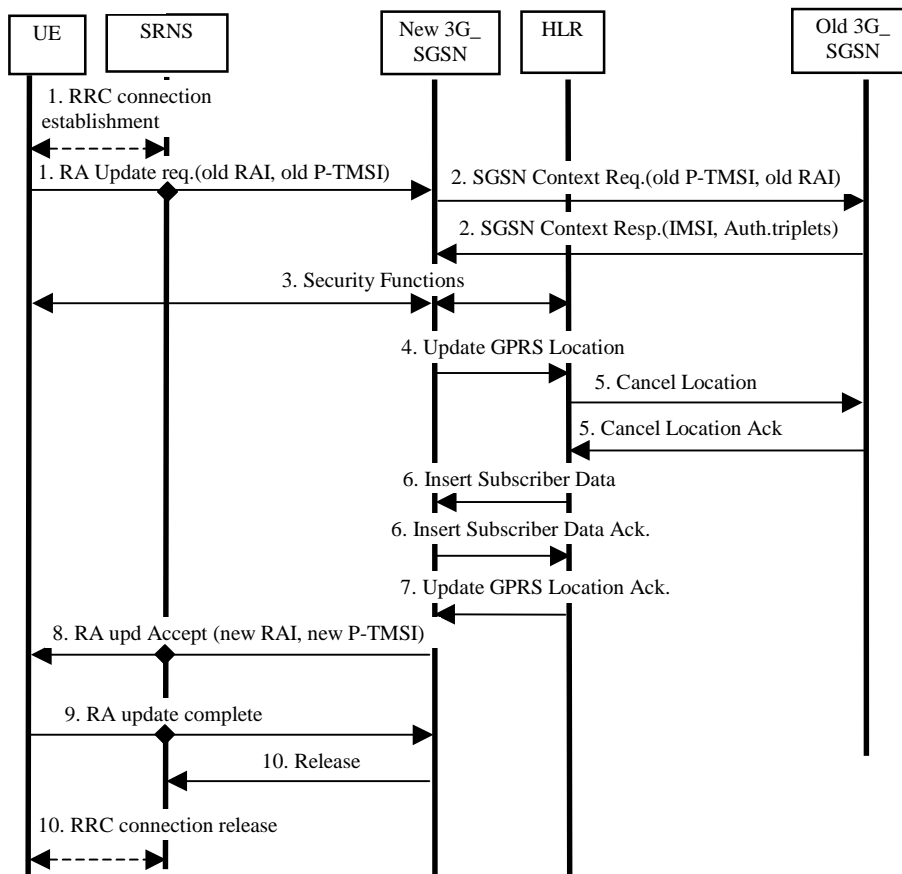 UE
SRNS
New 3G_
SGSN
HLR
Old 3G_
SGSN
1. RRC connection
establishment
1. RA Update req.(old RAI, old P-TMSI)
2. SGSN Context Req.(old P-TMSI, old RAI)
2. SGSN Context Resp.(IMSI, Auth.triplets)
3. Security Functions
4. Update GPRS Location
5. Cancel Location
5. Cancel Location Ack
6. Insert Subscriber Data
6. Insert Subscriber Data Ack.
7. Update GPRS Location Ack.
8. RA upd Accept (new RAI, new P-TMSI)
9. RA update complete
10. Release
10. RRC connection release